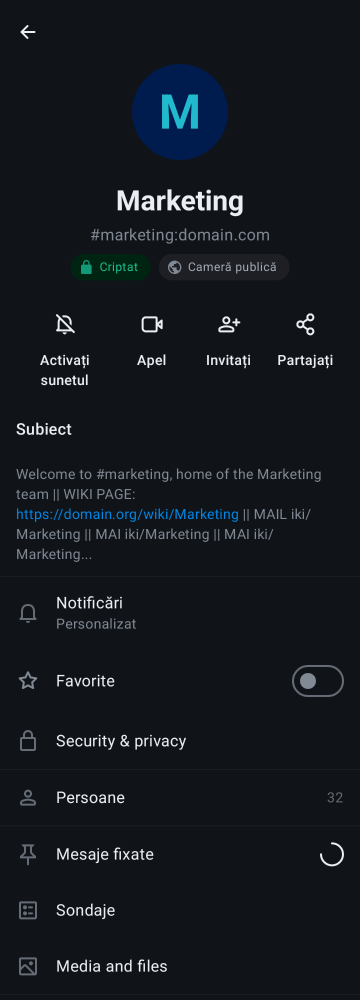 M
Marketing
#marketing:domain.com
Criptat
Cameră publică
Activați
sunetul
Apel
Invitați
Partajați
Subiect
Welcome to #marketing, home of the Marketing
team || WIKI PAGE:
https://domain.org/wiki/Marketing || MAIL iki/
Marketing || MAI iki/Marketing || MAI iki/
Marketing...
Notificări
Personalizat
Favorite
Security & privacy
Persoane
32
Mesaje fixate
Sondaje
Media and files